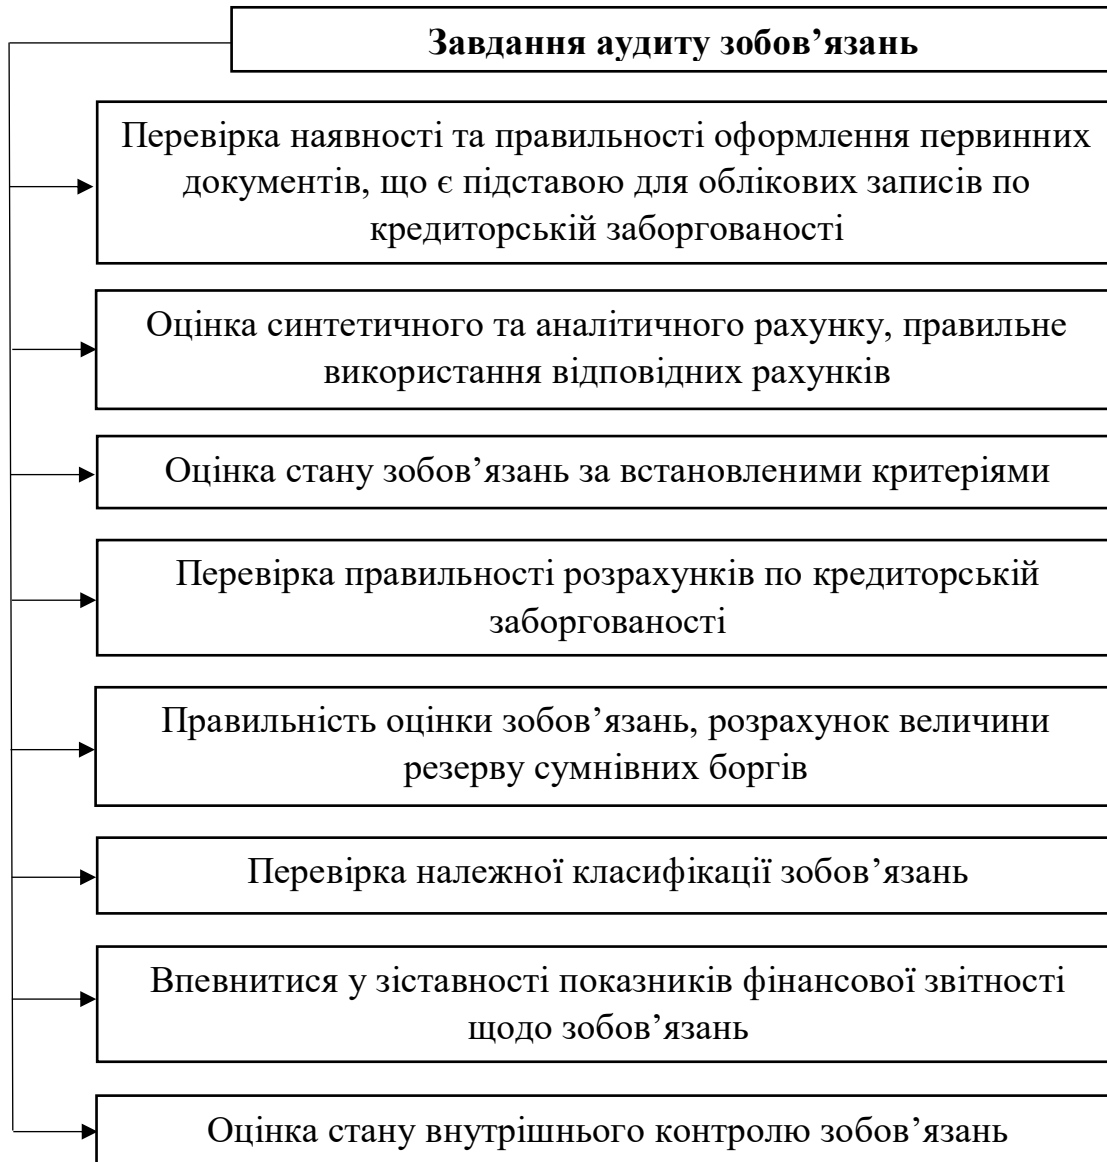 Завдання аудиту зобов’язань
Перевірка наявності та правильності оформлення первинних
документів, що є підставою для облікових записів по
кредиторській заборгованості
Оцінка синтетичного та аналітичного рахунку, правильне
використання відповідних рахунків
Оцінка стану зобов’язань за встановленими критеріями
Перевірка правильності розрахунків по кредиторській
заборгованості
Правильність оцінки зобов’язань, розрахунок величини
резерву сумнівних боргів
Перевірка належної класифікації зобов’язань
Впевнитися у зіставності показників фінансової звітності
щодо зобов’язань
Оцінка стану внутрішнього контролю зобов’язань